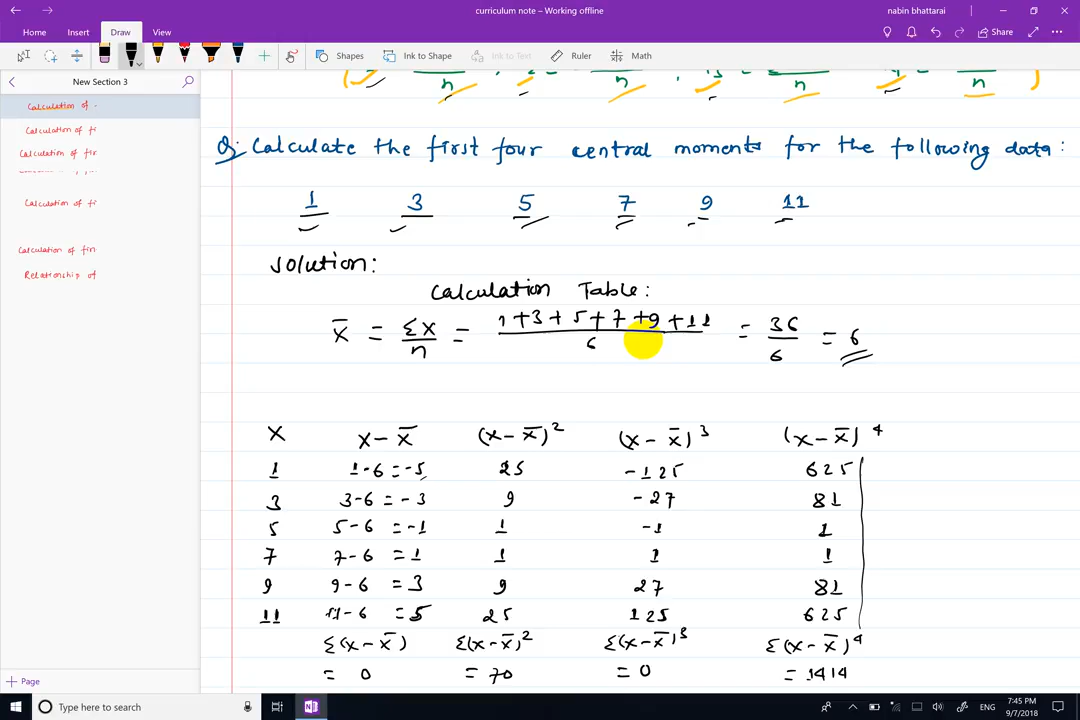 curriculum note – Working offline
nabin bhattarai
Home Insert Draw View
Share
Shapes Ink to Shape Ink to Text Ruler Math
New Section 3
Calculation of -
Calculation of fi
Calculation of fir
Calculation of fi
Calculation of fin
Relationship of
+ Page
n n n n
Q: Calculate the first four central moments for the following data:
1 3 5 7 9 11
Solution:
Calculation Table:
X̄ = ΣX/n = (1+3+5+7+9+11)/6 = 36/6 = 6
X X-X̄ (X-X̄)² (X-X̄)³ (X-X̄)⁴
1 1-6=-5 25 -125 625
3 3-6=-3 9 -27 81
5 5-6=-1 1 -1 1
7 7-6=1 1 1 1
9 9-6=3 9 27 81
11 11-6=5 25 125 625
Σ(X-X̄) Σ(X-X̄)² Σ(X-X̄)³ Σ(X-X̄)⁴
= 0 = 70 = 0 = 1414
Type here to search
ENG
7:45 PM
9/7/2018